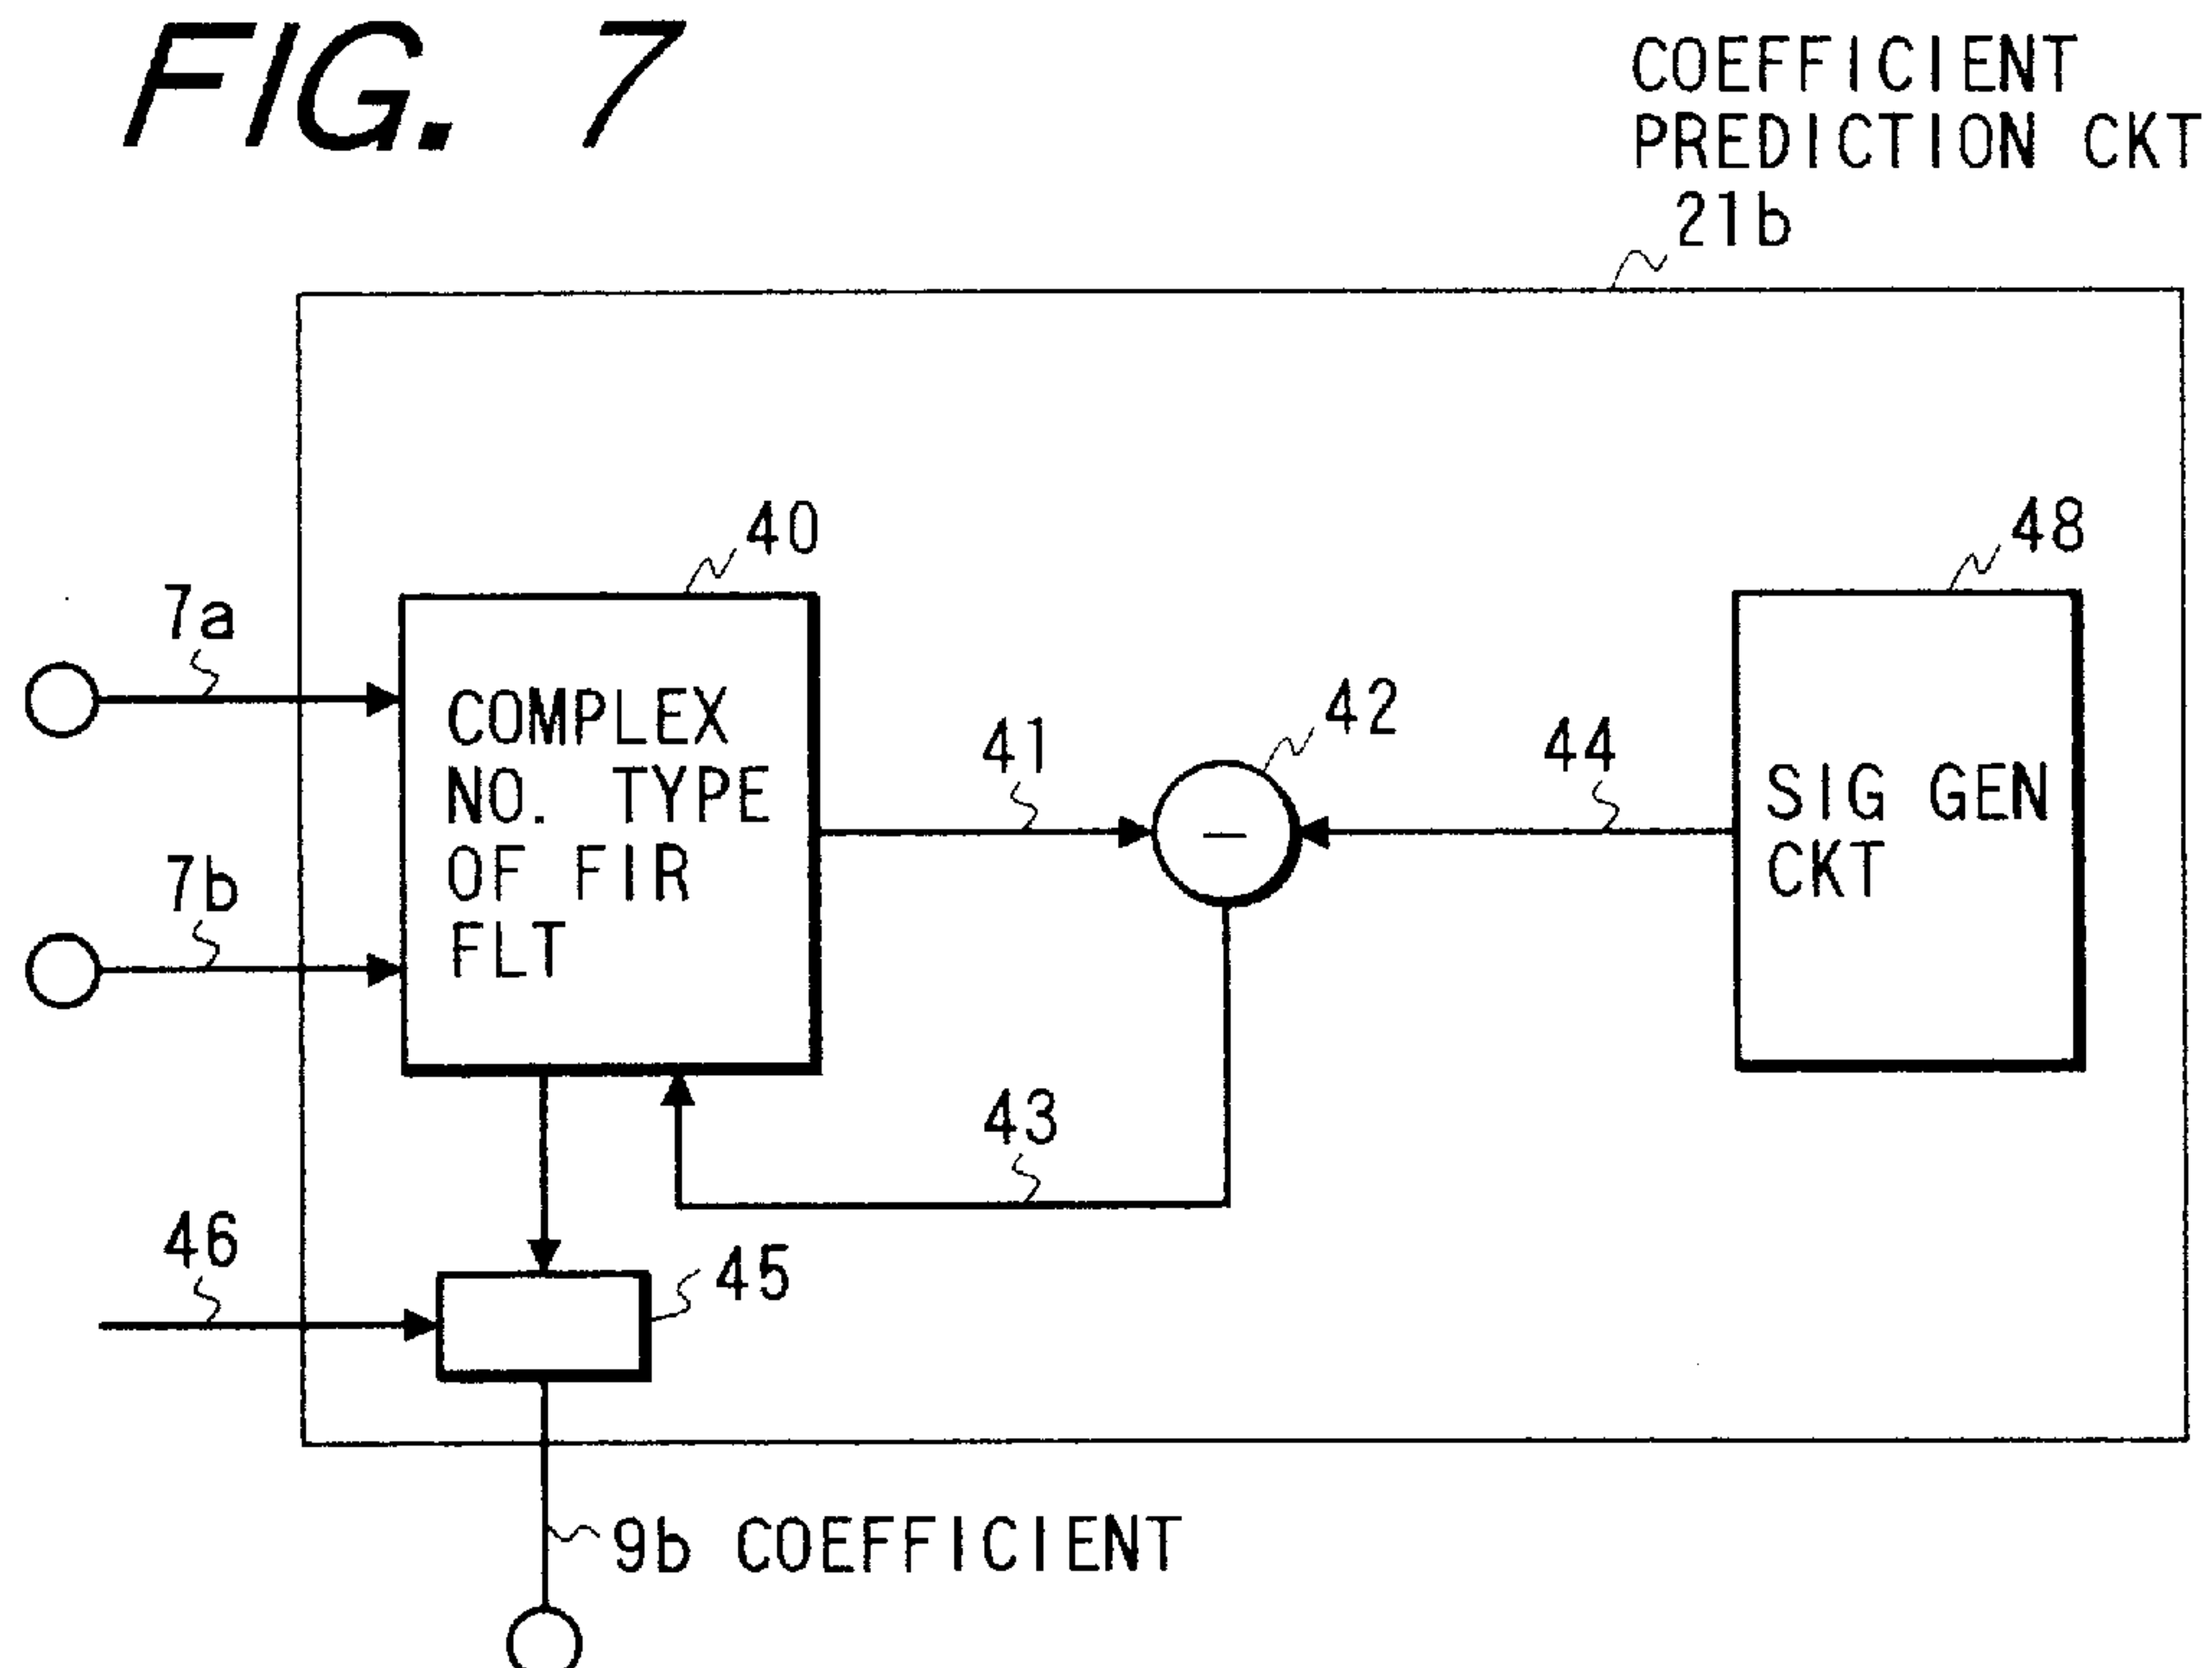 FIG. 7
COEFFICIENT
PREDICTION CKT
21b
40
48
7a
COMPLEX
NO. TYPE
OF FIR
FLT
41
42
44
SIG GEN
CKT
7b
43
46
45
9b COEFFICIENT